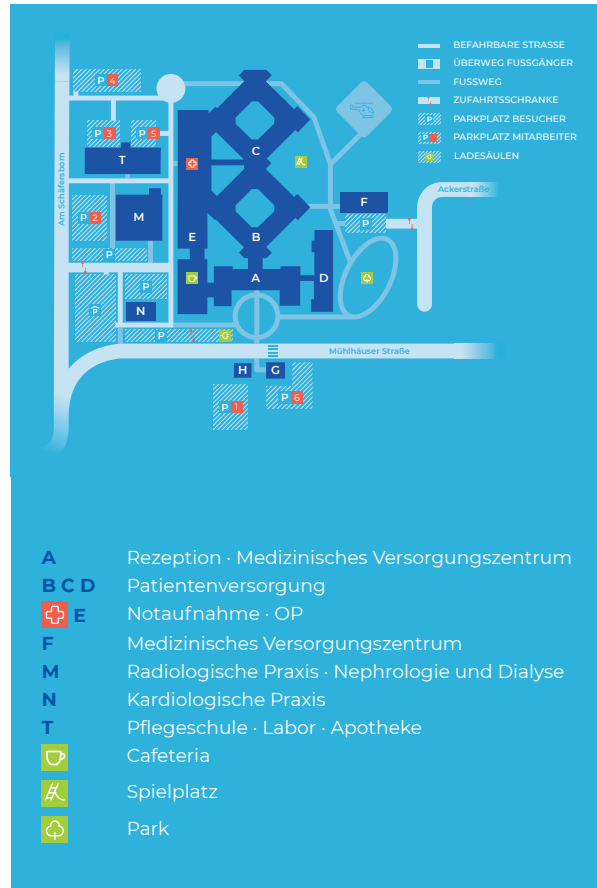 BEFAHRBARE STRASSE
ÜBERWEG FUSSGÄNGER
FUSSWEG
ZUFAHRTSSCHRANKE
P PARKPLATZ BESUCHER
P PARKPLATZ MITARBEITER
LADESÄULEN
P 4
P 3
P 5
T
C
Am Schäfersborn
Ackerstraße
P 2
M
F
P
E
B
P
A
D
P
P
N
P
Mühlhäuser Straße
H
G
P 1
P 6
A Rezeption · Medizinisches Versorgungszentrum
B C D Patientenversorgung
E Notaufnahme · OP
F Medizinisches Versorgungszentrum
M Radiologische Praxis · Nephrologie und Dialyse
N Kardiologische Praxis
T Pflegeschule · Labor · Apotheke
Cafeteria
Spielplatz
Park